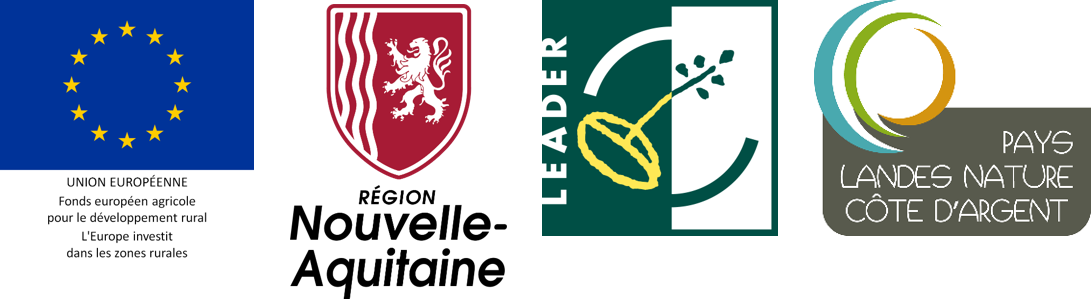 UNION EUROPÉENNE
Fonds européen agricole
pour le développement rural
L'Europe investit
dans les zones rurales
RÉGION
Nouvelle-
Aquitaine
LEADER
PAYS
LANDES NATURE
CÔTE D'ARGENT